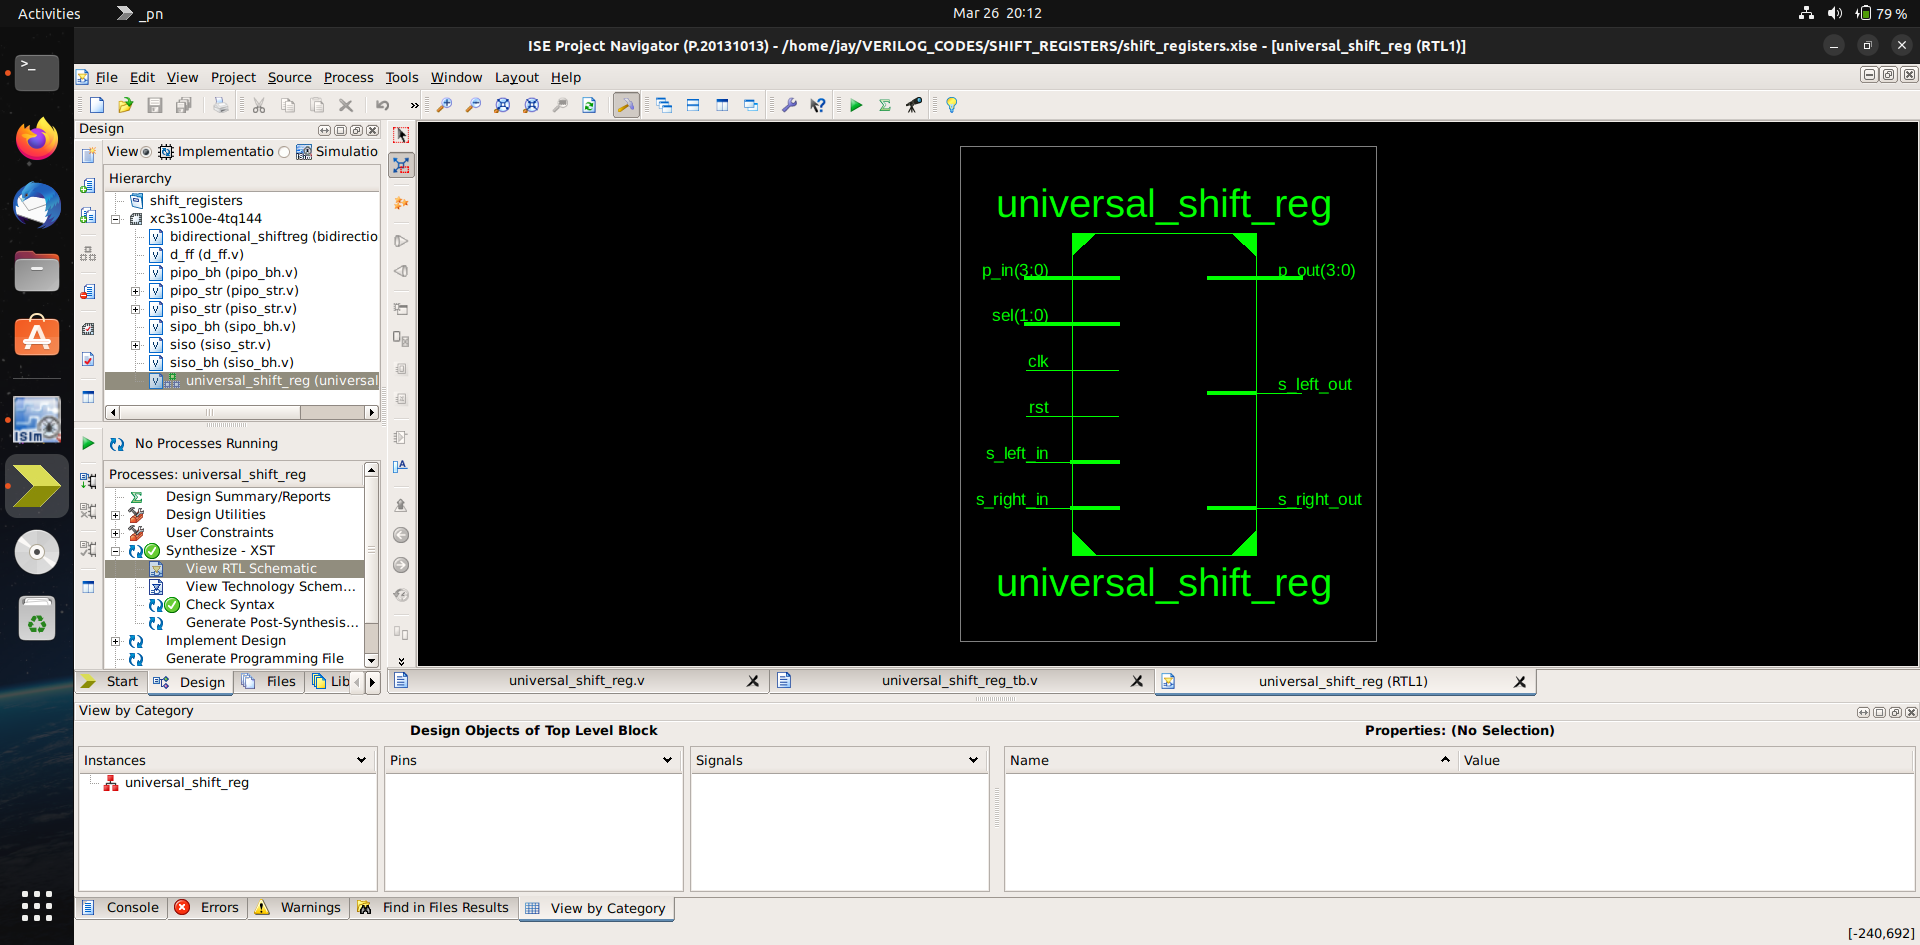 Activities
_pn
Mar 26 20:12
79 %
ISE Project Navigator (P.20131013) - /home/jay/VERILOG_CODES/SHIFT_REGISTERS/shift_registers.xise - [universal_shift_reg (RTL1)]
File Edit View Project Source Process Tools Window Layout Help
Design
View Implementatio Simulatio
Hierarchy
shift_registers
xc3s100e-4tq144
bidirectional_shiftreg (bidirectio
d_ff (d_ff.v)
pipo_bh (pipo_bh.v)
pipo_str (pipo_str.v)
piso_str (piso_str.v)
sipo_bh (sipo_bh.v)
siso (siso_str.v)
siso_bh (siso_bh.v)
universal_shift_reg (universal
No Processes Running
Processes: universal_shift_reg
Design Summary/Reports
Design Utilities
User Constraints
Synthesize - XST
View RTL Schematic
View Technology Schem...
Check Syntax
Generate Post-Synthesis...
Implement Design
Generate Programming File
Start Design Files Lib
universal_shift_reg
p_in(3:0)
sel(1:0)
clk
rst
s_left_in
s_right_in
p_out(3:0)
s_left_out
s_right_out
universal_shift_reg
universal_shift_reg.v
universal_shift_reg_tb.v
universal_shift_reg (RTL1)
View by Category
Design Objects of Top Level Block
Properties: (No Selection)
Instances
Pins
Signals
Name
Value
universal_shift_reg
Console Errors Warnings Find in Files Results View by Category
[-240,692]
ISim